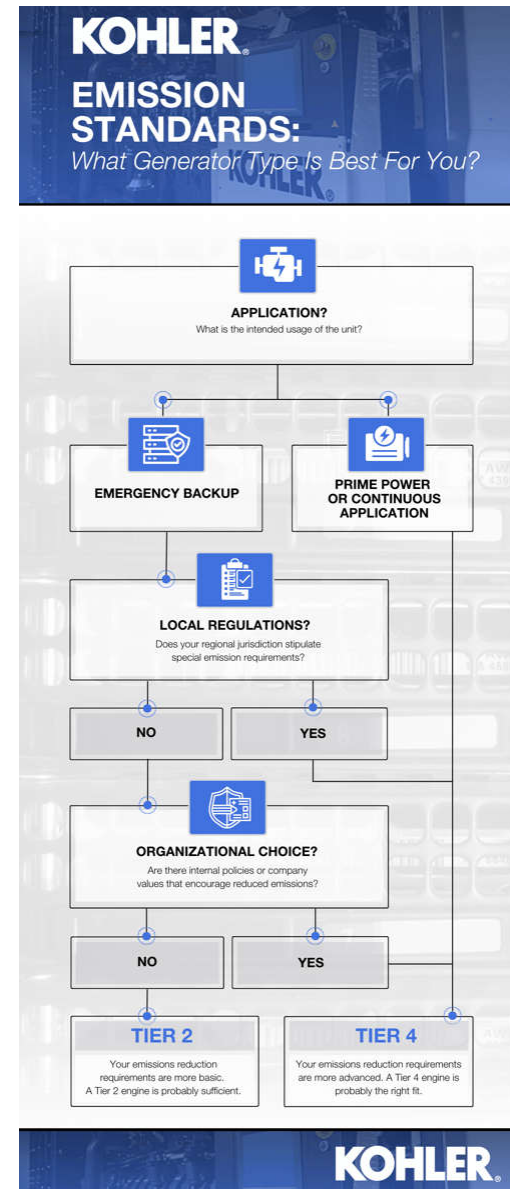 KOHLER®
EMISSION
STANDARDS:
What Generator Type Is Best For You?
KOHLER®
APPLICATION?
What is the intended usage of the unit?
EMERGENCY BACKUP
PRIME POWER
OR CONTINUOUS
APPLICATION
LOCAL REGULATIONS?
Does your regional jurisdiction stipulate
special emission requirements?
NO
YES
ORGANIZATIONAL CHOICE?
Are there internal policies or company
values that encourage reduced emissions?
NO
YES
TIER 2
Your emissions reduction
requirements are more basic.
A Tier 2 engine is probably sufficient.
TIER 4
Your emissions reduction requirements
are more advanced. A Tier 4 engine is
probably the right fit.
KOHLER®